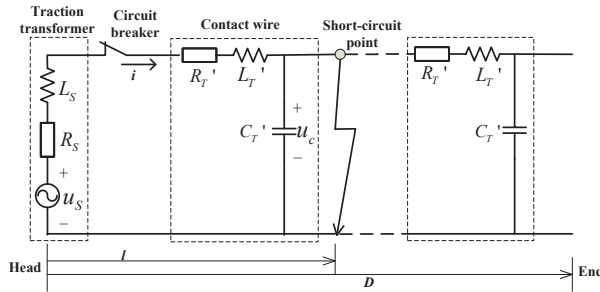 Traction
transformer
Circuit
breaker
Contact wire
Short-circuit
point
L_S
R_S
+
u_S
−
i
R_T'
L_T'
C_T'
+
u_c
−
R_T'
L_T'
C_T'
Head
l
D
End